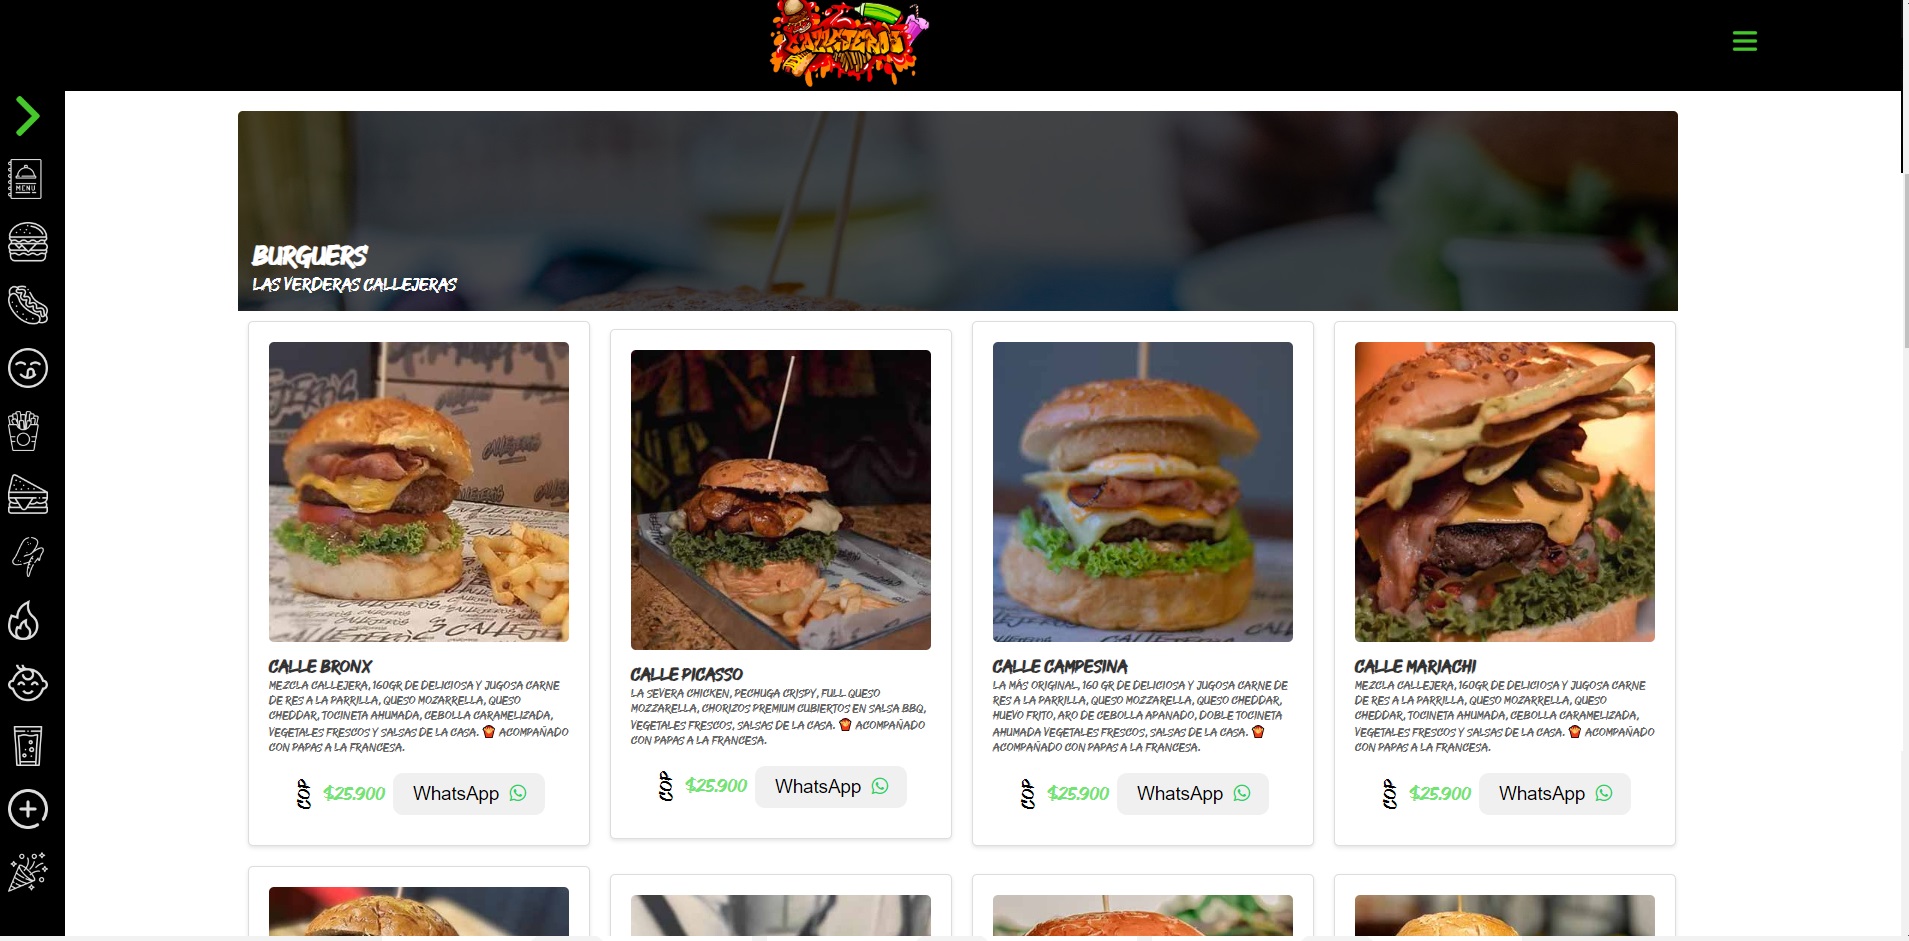 CALLEJEROS
MENU
BURGUERS
LAS VERDERAS CALLEJERAS
CALLE BRONX
MEZCLA CALLEJERA, 160GR DE DELICIOSA Y JUGOSA CARNE
DE RES A LA PARRILLA, QUESO MOZARRELLA, QUESO
CHEDDAR, TOCINETA AHUMADA, CEBOLLA CARAMELIZADA,
VEGETALES FRESCOS Y SALSAS DE LA CASA. 🍟 ACOMPAÑADO
CON PAPAS A LA FRANCESA.
COP $25.900 WhatsApp
CALLE PICASSO
LA SEVERA CHICKEN, PECHUGA CRISPY, FULL QUESO
MOZZARELLA, CHORIZOS PREMIUM CUBIERTOS EN SALSA BBQ,
VEGETALES FRESCOS, SALSAS DE LA CASA. 🍟 ACOMPAÑADO
CON PAPAS A LA FRANCESA.
COP $25.900 WhatsApp
CALLE CAMPESINA
LA MÁS ORIGINAL, 160 GR DE DELICIOSA Y JUGOSA CARNE DE
RES A LA PARRILLA, QUESO MOZZARELLA, QUESO CHEDDAR,
HUEVO FRITO, ARO DE CEBOLLA APANADO, DOBLE TOCINETA
AHUMADA VEGETALES FRESCOS, SALSAS DE LA CASA. 🍟
ACOMPAÑADO CON PAPAS A LA FRANCESA.
COP $25.900 WhatsApp
CALLE MARIACHI
MEZCLA CALLEJERA, 160GR DE DELICIOSA Y JUGOSA CARNE
DE RES A LA PARRILLA, QUESO MOZARRELLA, QUESO
CHEDDAR, TOCINETA AHUMADA, CEBOLLA CARAMELIZADA,
VEGETALES FRESCOS Y SALSAS DE LA CASA. 🍟 ACOMPAÑADO
CON PAPAS A LA FRANCESA.
COP $25.900 WhatsApp